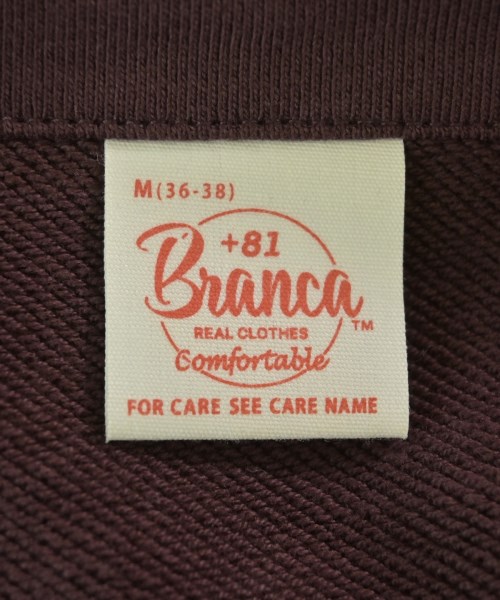 M (36-38)
+81
Branca
REAL CLOTHES ™
Comfortable
FOR CARE SEE CARE NAME